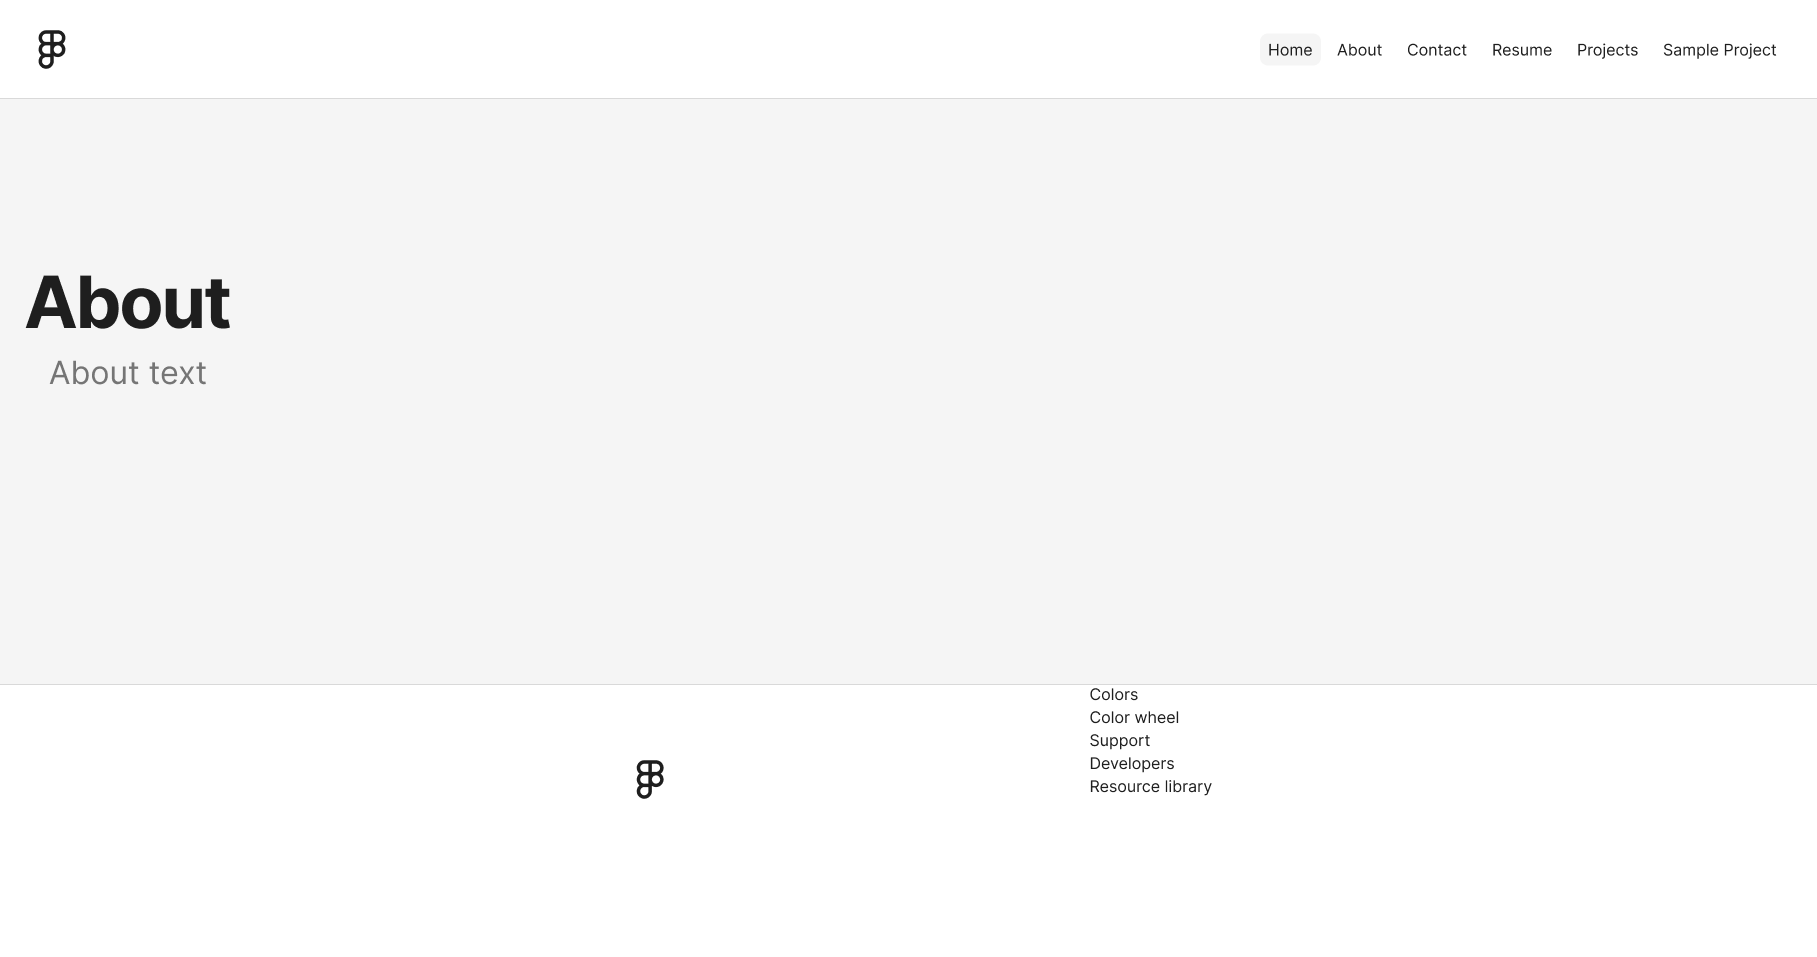 Home About Contact Resume Projects Sample Project
About
About text
Colors
Color wheel
Support
Developers
Resource library